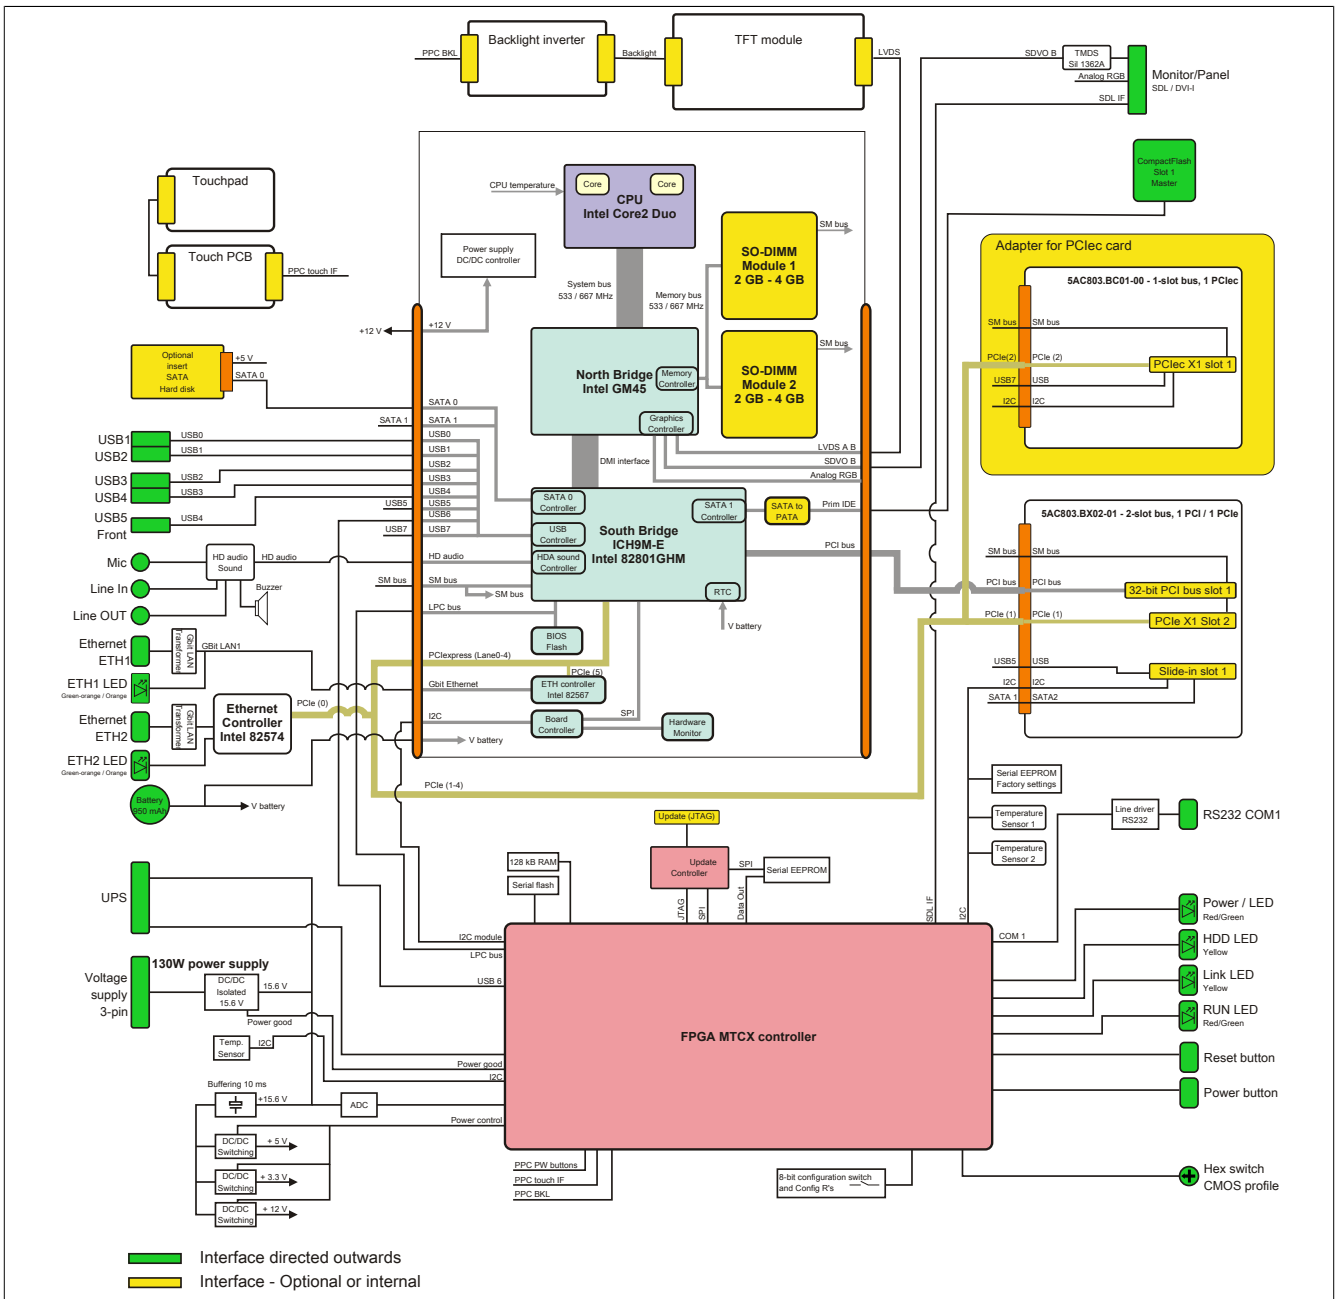 Backlight inverter
TFT module
PPC BKL
Backlight
LVDS
SDVO B
TMDS
Sil 1362A
Analog RGB
SDL IF
Monitor/Panel
SDL / DVI-I
CompactFlash
Slot 1
Master
Touchpad
Touch PCB
PPC touch IF
CPU temperature
Core
Core
CPU
Intel Core2 Duo
Power supply
DC/DC controller
System bus
533 / 667 MHz
Memory bus
533 / 667 MHz
SO-DIMM
Module 1
2 GB - 4 GB
SM bus
SO-DIMM
Module 2
2 GB - 4 GB
SM bus
Adapter for PCIec card
5AC803.BC01-00 - 1-slot bus, 1 PCIec
SM bus
SM bus
PCIe(2)
PCIe (2)
PCIec X1 slot 1
USB7
USB
I2C
I2C
+12 V
+12 V
Optional
insert
SATA
Hard disk
+5 V
SATA 0
North Bridge
Intel GM45
Memory
Controller
Graphics
Controller
SATA 0
SATA 1
SATA 1
USB0
USB1
USB2
USB3
USB4
USB5
USB5
USB6
USB7
USB7
USB1
USB0
USB2
USB1
USB3
USB2
USB4
USB3
USB5
Front
USB4
DMI interface
LVDS A B
SDVO B
Analog RGB
SATA 0
Controller
SATA 1
Controller
SATA to
PATA
Prim IDE
USB
Controller
South Bridge
ICH9M-E
Intel 82801GHM
HDA sound
Controller
RTC
PCI bus
V battery
Mic
HD audio
Sound
HD audio
HD audio
Line In
Buzzer
Line OUT
SM bus
SM bus
SM bus
LPC bus
BIOS
Flash
5AC803.BX02-01 - 2-slot bus, 1 PCI / 1 PCIe
SM bus
SM bus
PCI bus
PCI bus
32-bit PCI bus slot 1
PCIe (1)
PCIe (1)
PCIe X1 Slot 2
USB5
USB
Slide-in slot 1
I2C
I2C
SATA 1
SATA2
Ethernet
ETH1
Gbit LAN
Transformer
GBit LAN1
ETH1 LED
Green-orange / Orange
PCIexpress (Lane0-4)
PCIe (5)
Gbit Ethernet
ETH controller
Intel 82567
Ethernet
ETH2
Gbit LAN
Transformer
Ethernet
Controller
Intel 82574
PCIe (0)
I2C
SPI
Board
Controller
Hardware
Monitor
V battery
ETH2 LED
Green-orange / Orange
Battery
950 mAh
V battery
PCIe (1-4)
Serial EEPROM
Factory settings
Temperature
Sensor 1
Temperature
Sensor 2
Line driver
RS232
RS232 COM1
Update (JTAG)
Update
Controller
128 kB RAM
Serial flash
SPI
Serial EEPROM
JTAG
SPI
Data Out
SDL IF
I2C
UPS
I2C module
LPC bus
USB 6
COM 1
Power / LED
Red/Green
HDD LED
Yellow
Link LED
Yellow
RUN LED
Red/Green
Reset button
Power button
Hex switch
CMOS profile
130W power supply
Voltage
supply
3-pin
DC/DC
Isolated
15.6 V
15.6 V
Power good
Temp.
Sensor
I2C
FPGA MTCX controller
Power good
I2C
Buffering 10 ms
+15.6 V
ADC
Power control
DC/DC
Switching
+ 5 V
DC/DC
Switching
+ 3.3 V
DC/DC
Switching
+ 12 V
PPC PW buttons
PPC touch IF
PPC BKL
8-bit configuration switch
and Config R's
Interface directed outwards
Interface - Optional or internal